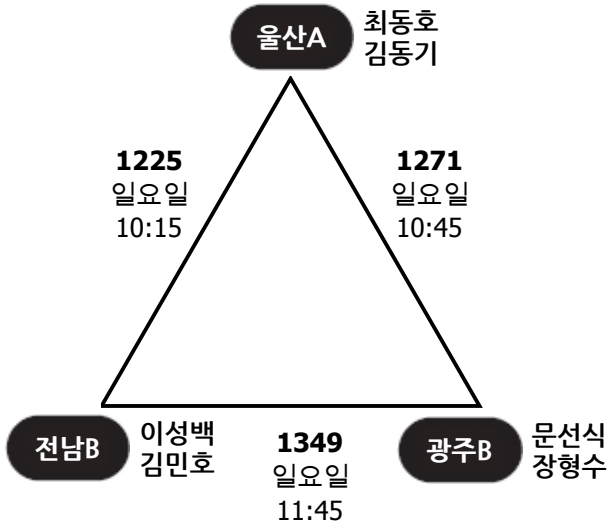 울산A
최동호
김동기
1225
일요일
10:15
1271
일요일
10:45
전남B
이성백
김민호
1349
일요일
11:45
광주B
문선식
장형수